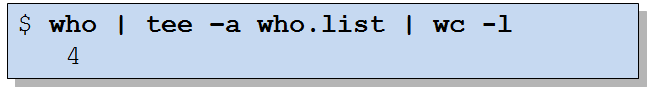 $ who | tee –a who.list | wc -l
4